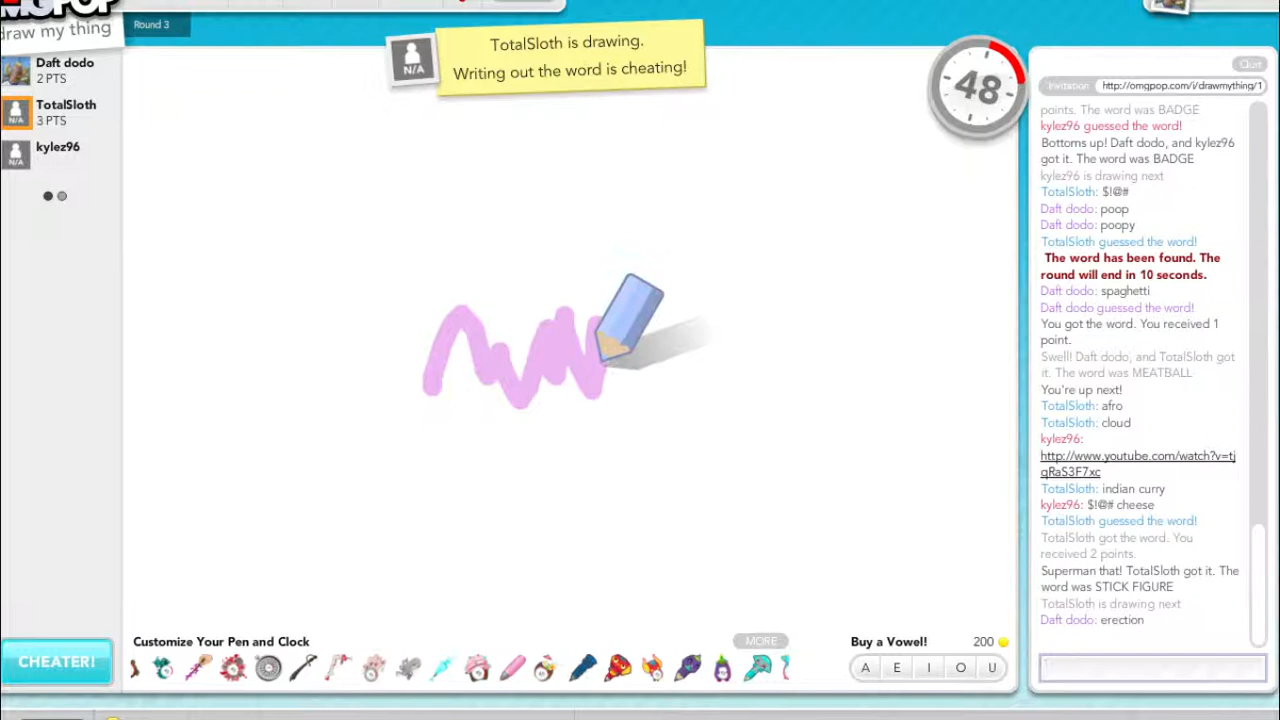 draw my thing
Round 3
Daft dodo
2 PTS
TotalSloth
3 PTS
kylez96
N/A
N/A
N/A
TotalSloth is drawing.
Writing out the word is cheating!
48
Quit
Invitation http://omgpop.com/i/drawmything/1
points. The word was BADGE
kylez96 guessed the word!
Bottoms up! Daft dodo, and kylez96
got it. The word was BADGE
kylez96 is drawing next
TotalSloth: $!@#
Daft dodo: poop
Daft dodo: poopy
TotalSloth guessed the word!
The word has been found. The
round will end in 10 seconds.
Daft dodo: spaghetti
Daft dodo guessed the word!
You got the word. You received 1
point.
Swell! Daft dodo, and TotalSloth got
it. The word was MEATBALL
You're up next!
TotalSloth: afro
TotalSloth: cloud
kylez96:
http://www.youtube.com/watch?v=tj
qRaS3F7xc
TotalSloth: indian curry
kylez96: $!@# cheese
TotalSloth guessed the word!
TotalSloth got the word. You
received 2 points.
Superman that! TotalSloth got it. The
word was STICK FIGURE
TotalSloth is drawing next
Daft dodo: erection
CHEATER!
Customize Your Pen and Clock
MORE
Buy a Vowel! 200
A E I O U